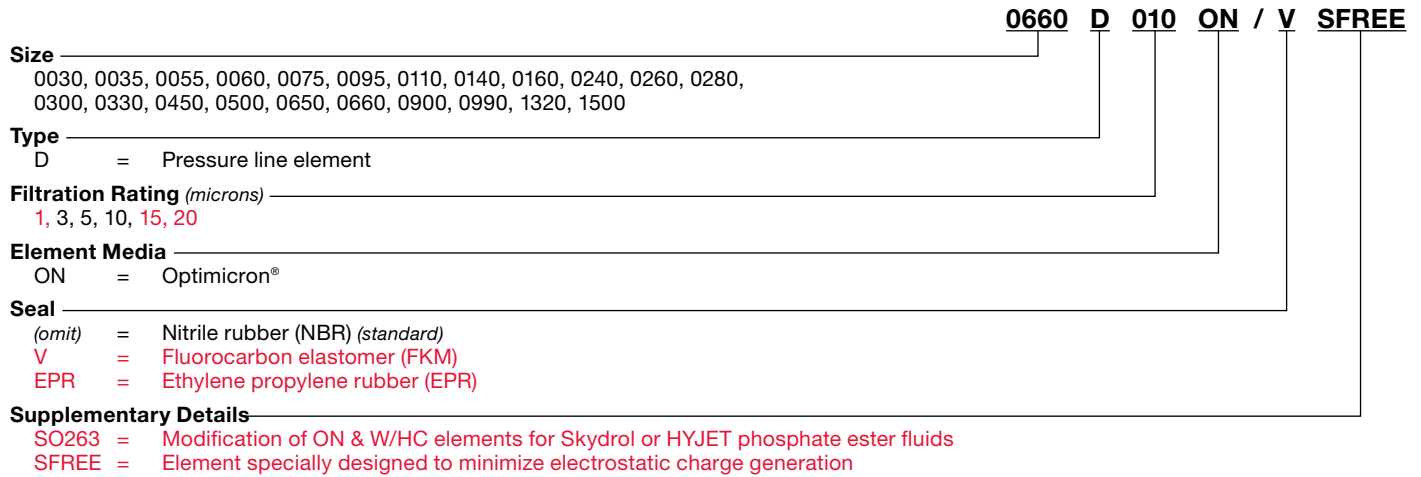 0660 D 010 ON / V SFREE
Size
0030, 0035, 0055, 0060, 0075, 0095, 0110, 0140, 0160, 0240, 0260, 0280,
0300, 0330, 0450, 0500, 0650, 0660, 0900, 0990, 1320, 1500
Type
D = Pressure line element
Filtration Rating (microns)
1, 3, 5, 10, 15, 20
Element Media
ON = Optimicron®
Seal
(omit) = Nitrile rubber (NBR) (standard)
V = Fluorocarbon elastomer (FKM)
EPR = Ethylene propylene rubber (EPR)
Supplementary Details
SO263 = Modification of ON & W/HC elements for Skydrol or HYJET phosphate ester fluids
SFREE = Element specially designed to minimize electrostatic charge generation